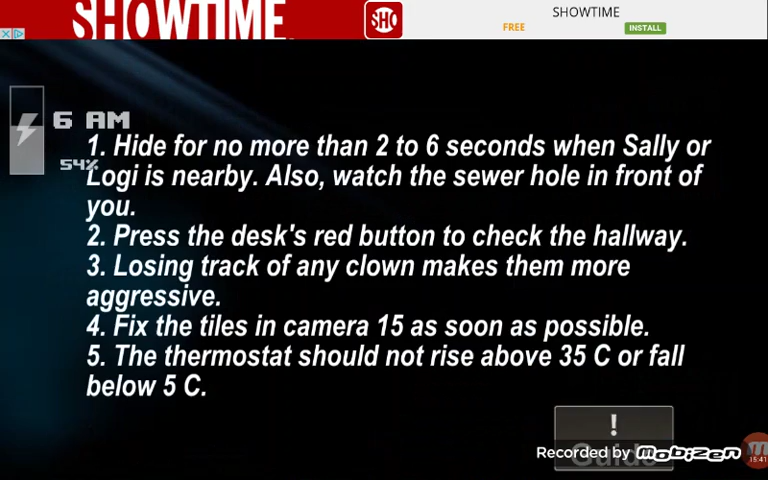 SHOWTIME
SHO
SHOWTIME
FREE
INSTALL
6 AM
54%
1. Hide for no more than 2 to 6 seconds when Sally or
Logi is nearby. Also, watch the sewer hole in front of
you.
2. Press the desk's red button to check the hallway.
3. Losing track of any clown makes them more
aggressive.
4. Fix the tiles in camera 15 as soon as possible.
5. The thermostat should not rise above 35 C or fall
below 5 C.
!
Guide
Recorded by mobizen
15:41